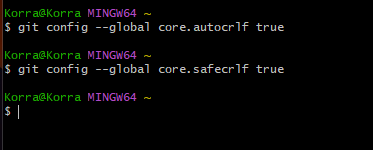 Korra@Korra MINGW64 ~
$ git config --global core.autocrlf true
Korra@Korra MINGW64 ~
$ git config --global core.safecrlf true
Korra@Korra MINGW64 ~
$